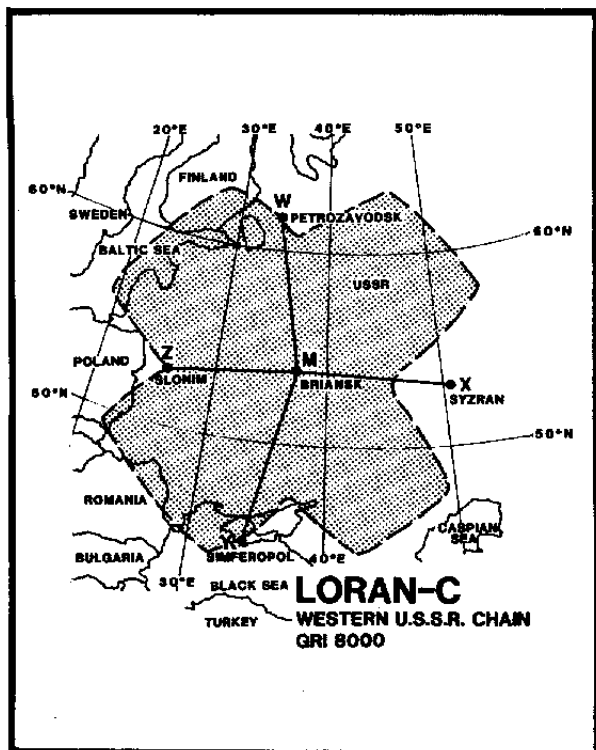 20°E
30°E
40°E
50°E
FINLAND
60°N
W
PETROZAVODSK
SWEDEN
60°N
BALTIC SEA
USSR
POLAND
Z
M
X
SLONIM
BRIANSK
SYZRAN
50°N
50°N
ROMANIA
CASPIAN
SEA
BULGARIA
SIMFEROPOL
40°E
30°E
BLACK SEA
LORAN-C
TURKEY
WESTERN U.S.S.R. CHAIN
GRI 8000